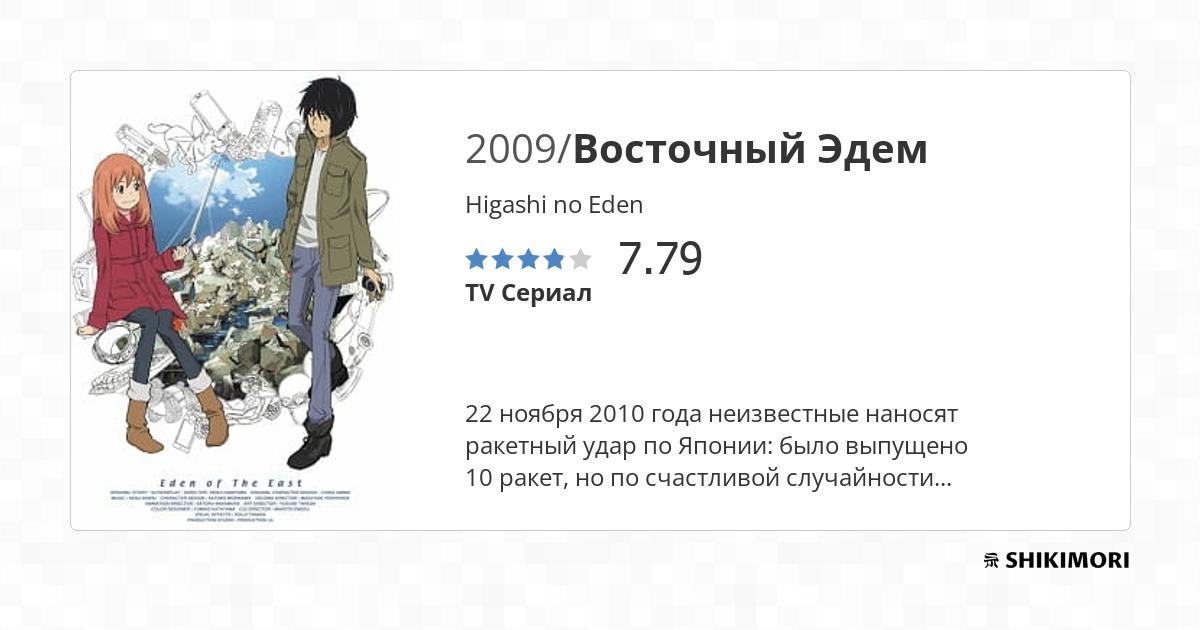 2009/Восточный Эдем
Higashi no Eden
7.79
TV Сериал
22 ноября 2010 года неизвестные наносят
ракетный удар по Японии: было выпущено
10 ракет, но по счастливой случайности...
Eden of The East
SHIKIMORI